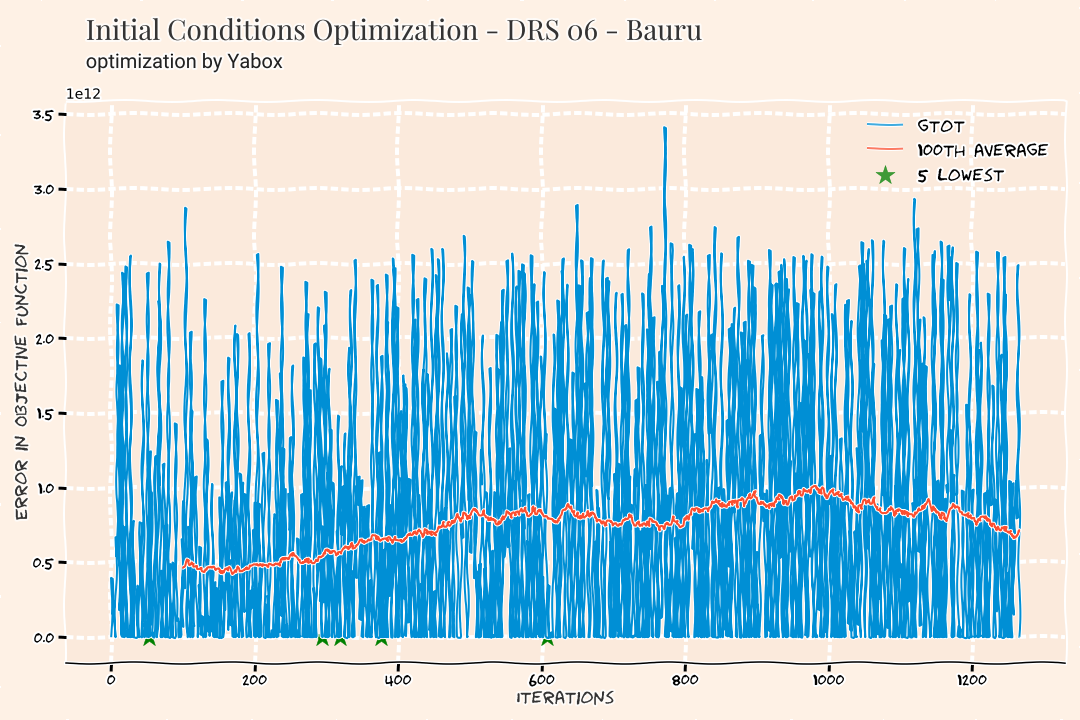 Initial Conditions Optimization - DRS 06 - Bauru
optimization by Yabox
1e12
3.5
3.0
2.5
2.0
1.5
1.0
0.5
0.0
ERROR IN OBJECTIVE FUNCTION
GTOT
100TH AVERAGE
5 LOWEST
0 200 400 600 800 1000 1200
ITERATIONS